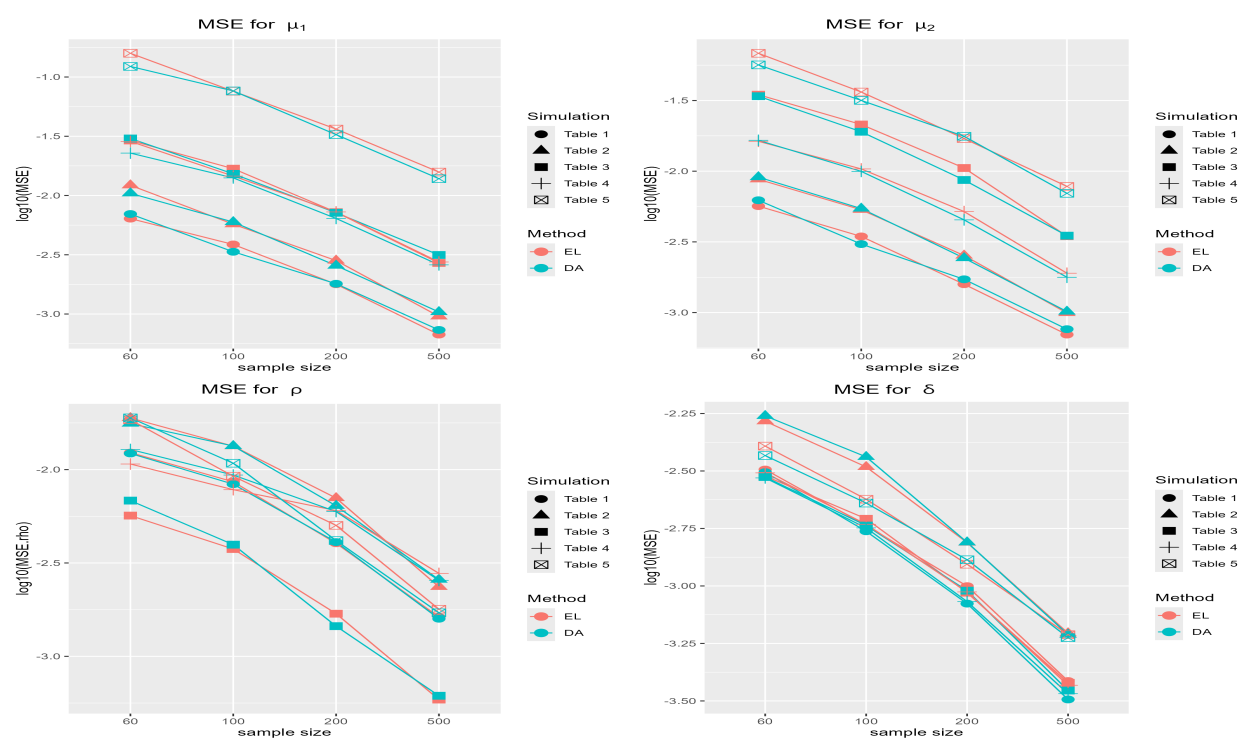 MSE for μ₁
log10(MSE)
-1.0
-1.5
-2.0
-2.5
-3.0
60
100
200
500
sample size
Simulation
Table 1
Table 2
Table 3
Table 4
Table 5
Method
EL
DA
MSE for μ₂
log10(MSE)
-1.5
-2.0
-2.5
-3.0
60
100
200
500
sample size
Simulation
Table 1
Table 2
Table 3
Table 4
Table 5
Method
EL
DA
MSE for ρ
log10(MSE.rho)
-2.0
-2.5
-3.0
60
100
200
500
sample size
Simulation
Table 1
Table 2
Table 3
Table 4
Table 5
Method
EL
DA
MSE for δ
log10(MSE)
-2.25
-2.50
-2.75
-3.00
-3.25
-3.50
60
100
200
500
sample size
Simulation
Table 1
Table 2
Table 3
Table 4
Table 5
Method
EL
DA